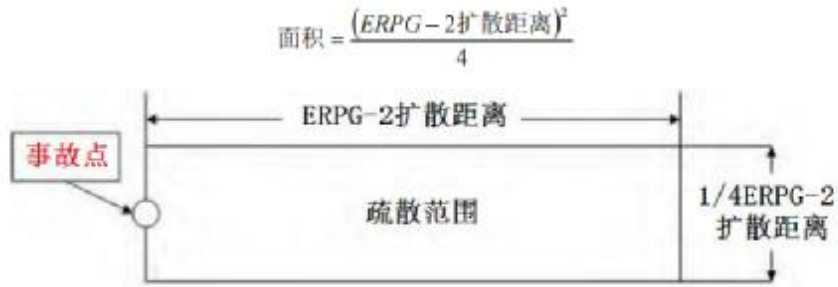 面积 = (ERPG－2扩散距离)² / 4
ERPG-2扩散距离
事故点
疏散范围
1/4ERPG-2
扩散距离